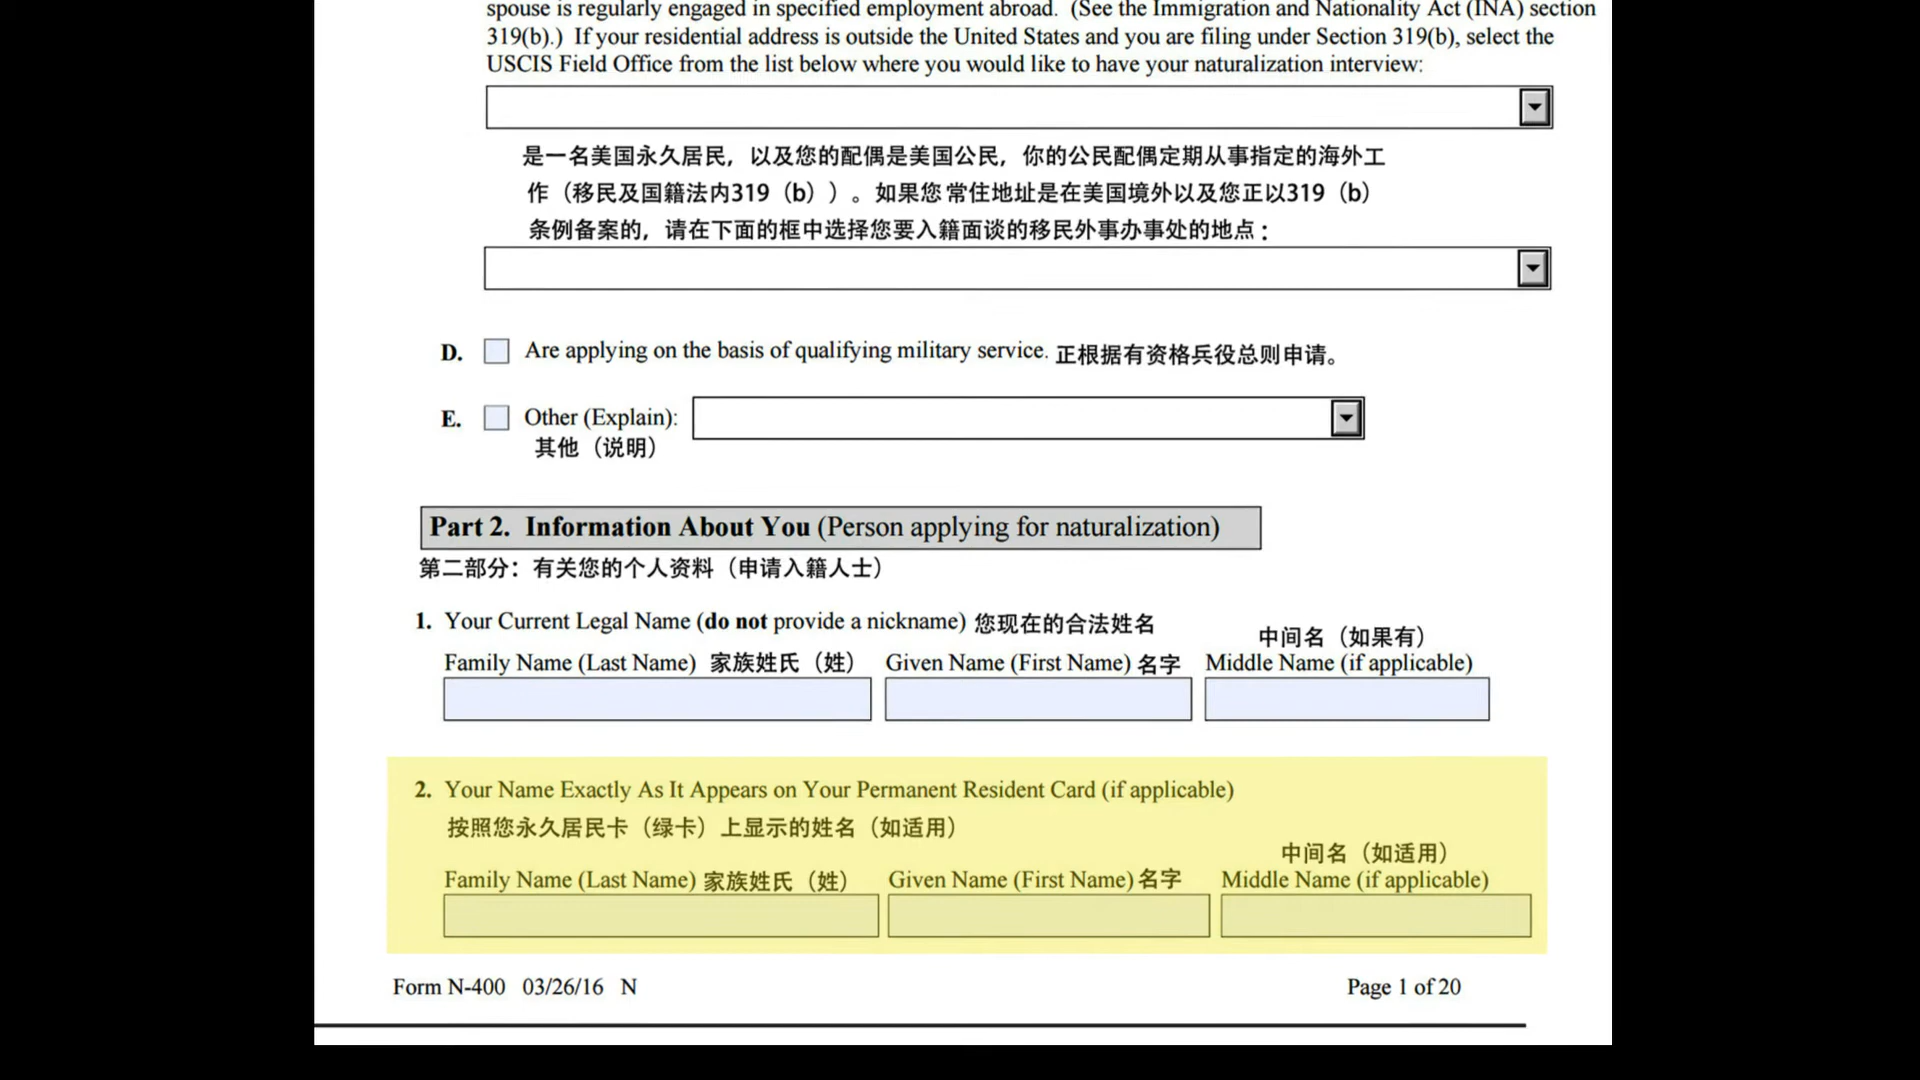 spouse is regularly engaged in specified employment abroad. (See the Immigration and Nationality Act (INA) section
319(b).) If your residential address is outside the United States and you are filing under Section 319(b), select the
USCIS Field Office from the list below where you would like to have your naturalization interview:
是一名美国永久居民，以及您的配偶是美国公民，你的公民配偶定期从事指定的海外工
作（移民及国籍法内319（b））。如果您常住地址是在美国境外以及您正以319（b）
条例备案的，请在下面的框中选择您要入籍面谈的移民外事办事处的地点：
D. Are applying on the basis of qualifying military service. 正根据有资格兵役总则申请。
E. Other (Explain):
其他（说明）
Part 2. Information About You (Person applying for naturalization)
第二部分：有关您的个人资料（申请入籍人士）
1. Your Current Legal Name (do not provide a nickname) 您现在的合法姓名
中间名（如果有）
Family Name (Last Name) 家族姓氏（姓） Given Name (First Name) 名字 Middle Name (if applicable)
2. Your Name Exactly As It Appears on Your Permanent Resident Card (if applicable)
按照您永久居民卡（绿卡）上显示的姓名（如适用）
中间名（如适用）
Family Name (Last Name) 家族姓氏（姓） Given Name (First Name) 名字 Middle Name (if applicable)
Form N-400 03/26/16 N Page 1 of 20